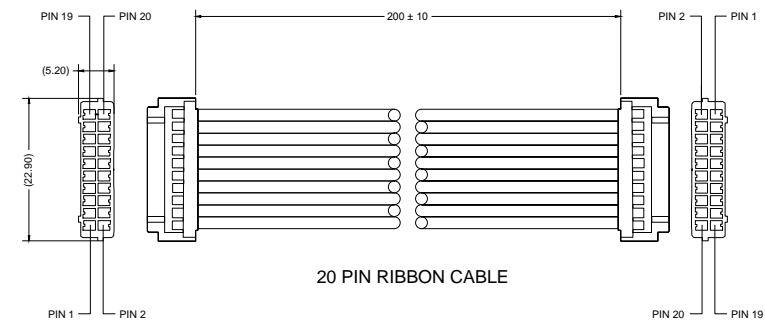 PIN 19
PIN 20
200 ± 10
PIN 2
PIN 1
(5.20)
(22.90)
20 PIN RIBBON CABLE
PIN 1
PIN 2
PIN 20
PIN 19